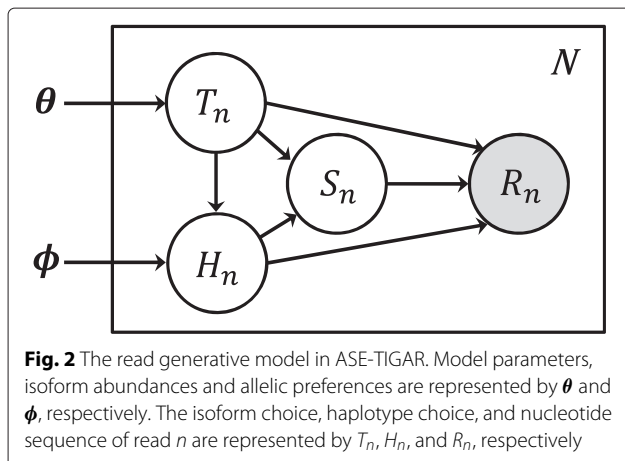 N
θ
T_n
S_n
R_n
ϕ
H_n
Fig. 2 The read generative model in ASE-TIGAR. Model parameters,
isoform abundances and allelic preferences are represented by θ and
ϕ, respectively. The isoform choice, haplotype choice, and nucleotide
sequence of read n are represented by T_n, H_n, and R_n, respectively